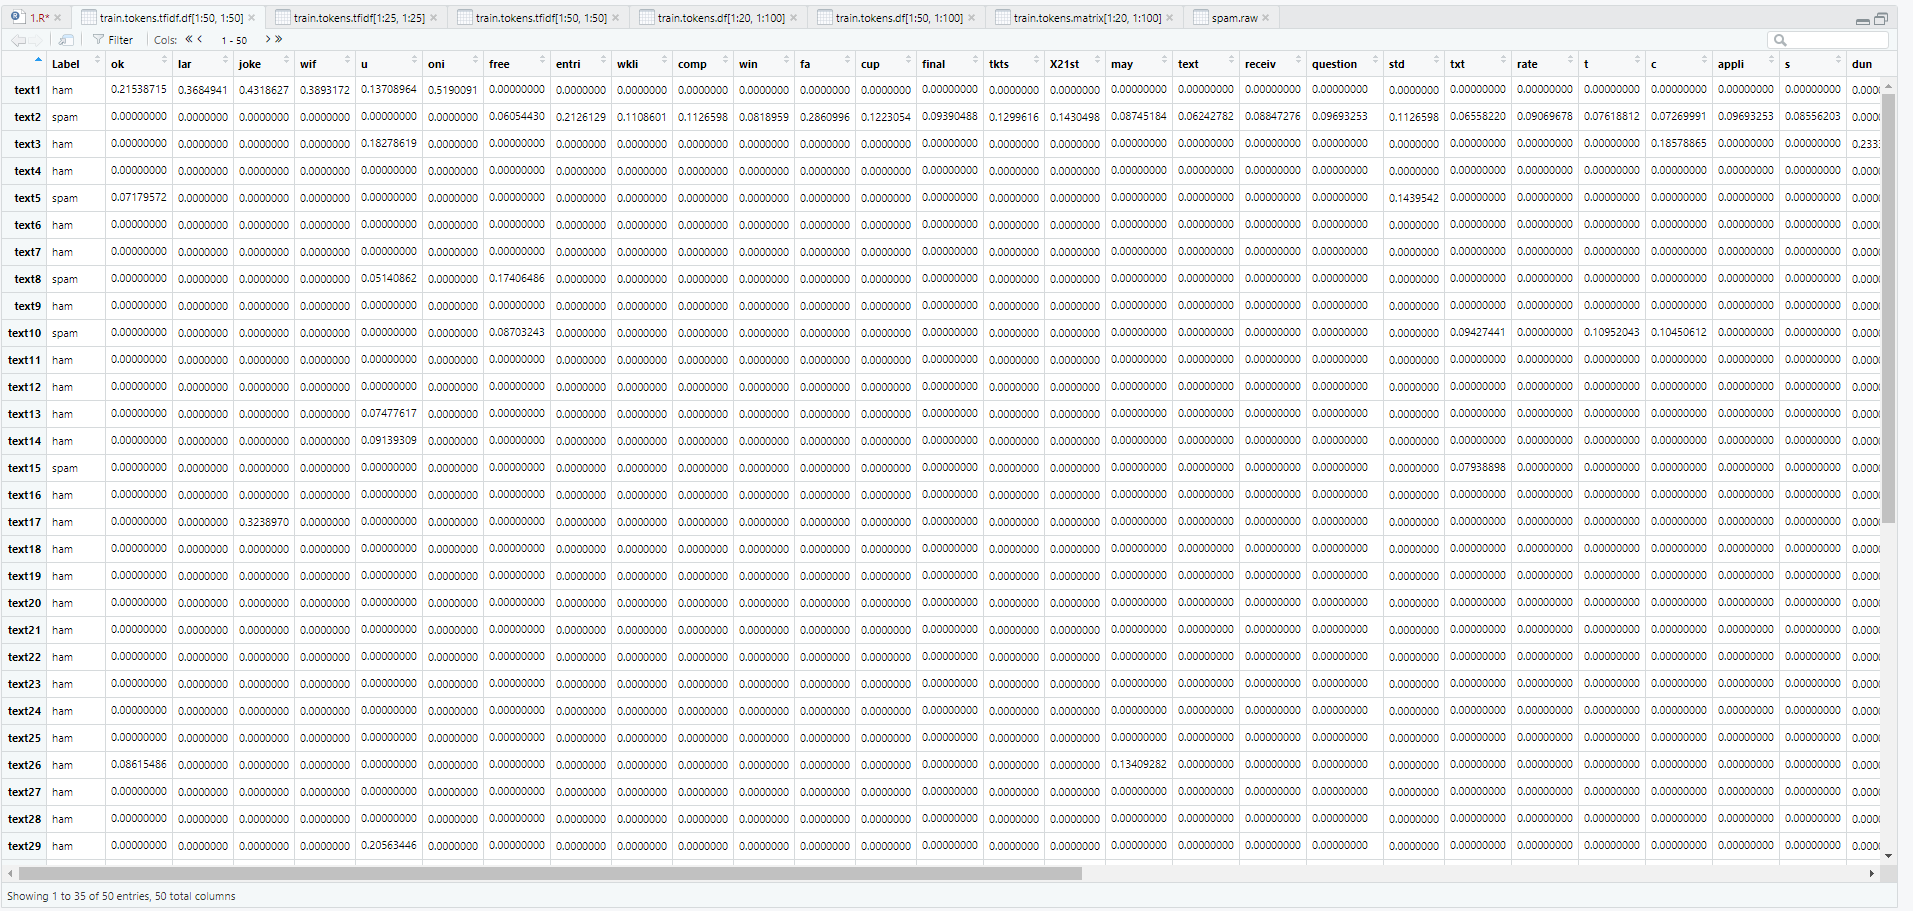 1.R* × train.tokens.tfidf.df[1:50, 1:50] × train.tokens.tfidf[1:25, 1:25] × train.tokens.tfidf[1:50, 1:50] × train.tokens.df[1:20, 1:100] × train.tokens.df[1:50, 1:100] × train.tokens.matrix[1:20, 1:100] × spam.raw ×
Filter Cols: « < 1 - 50 > »
Label ok lar joke wif u oni free entri wkli comp win fa cup final tkts X21st may text receiv question std txt rate t c appli s dun
text1 ham 0.21538715 0.3684941 0.4318627 0.3893172 0.13708964 0.5190091 0.00000000 0.0000000 0.0000000 0.0000000 0.0000000 0.0000000 0.0000000 0.00000000 0.0000000 0.0000000 0.00000000 0.00000000 0.00000000 0.00000000 0.0000000 0.00000000 0.00000000 0.00000000 0.00000000 0.00000000 0.00000000 0.000
text2 spam 0.00000000 0.0000000 0.0000000 0.0000000 0.00000000 0.0000000 0.06054430 0.2126129 0.1108601 0.1126598 0.0818959 0.2860996 0.1223054 0.09390488 0.1299616 0.1430498 0.08745184 0.06242782 0.08847276 0.09693253 0.1126598 0.06558220 0.09069678 0.07618812 0.07269991 0.09693253 0.08556203 0.000
text3 ham 0.00000000 0.0000000 0.0000000 0.0000000 0.18278619 0.0000000 0.00000000 0.0000000 0.0000000 0.0000000 0.0000000 0.0000000 0.0000000 0.00000000 0.0000000 0.0000000 0.00000000 0.00000000 0.00000000 0.00000000 0.0000000 0.00000000 0.00000000 0.00000000 0.18578865 0.00000000 0.00000000 0.233
text4 ham 0.00000000 0.0000000 0.0000000 0.0000000 0.00000000 0.0000000 0.00000000 0.0000000 0.0000000 0.0000000 0.0000000 0.0000000 0.0000000 0.00000000 0.0000000 0.0000000 0.00000000 0.00000000 0.00000000 0.00000000 0.0000000 0.00000000 0.00000000 0.00000000 0.00000000 0.00000000 0.00000000 0.000
text5 spam 0.07179572 0.0000000 0.0000000 0.0000000 0.00000000 0.0000000 0.00000000 0.0000000 0.0000000 0.0000000 0.0000000 0.0000000 0.0000000 0.00000000 0.0000000 0.0000000 0.00000000 0.00000000 0.00000000 0.00000000 0.1439542 0.00000000 0.00000000 0.00000000 0.00000000 0.00000000 0.00000000 0.000
text6 ham 0.00000000 0.0000000 0.0000000 0.0000000 0.00000000 0.0000000 0.00000000 0.0000000 0.0000000 0.0000000 0.0000000 0.0000000 0.0000000 0.00000000 0.0000000 0.0000000 0.00000000 0.00000000 0.00000000 0.00000000 0.0000000 0.00000000 0.00000000 0.00000000 0.00000000 0.00000000 0.00000000 0.000
text7 ham 0.00000000 0.0000000 0.0000000 0.0000000 0.00000000 0.0000000 0.00000000 0.0000000 0.0000000 0.0000000 0.0000000 0.0000000 0.0000000 0.00000000 0.0000000 0.0000000 0.00000000 0.00000000 0.00000000 0.00000000 0.0000000 0.00000000 0.00000000 0.00000000 0.00000000 0.00000000 0.00000000 0.000
text8 spam 0.00000000 0.0000000 0.0000000 0.0000000 0.05140862 0.0000000 0.17406486 0.0000000 0.0000000 0.0000000 0.0000000 0.0000000 0.0000000 0.00000000 0.0000000 0.0000000 0.00000000 0.00000000 0.00000000 0.00000000 0.0000000 0.00000000 0.00000000 0.00000000 0.00000000 0.00000000 0.00000000 0.000
text9 ham 0.00000000 0.0000000 0.0000000 0.0000000 0.00000000 0.0000000 0.00000000 0.0000000 0.0000000 0.0000000 0.0000000 0.0000000 0.0000000 0.00000000 0.0000000 0.0000000 0.00000000 0.00000000 0.00000000 0.00000000 0.0000000 0.00000000 0.00000000 0.00000000 0.00000000 0.00000000 0.00000000 0.000
text10 spam 0.00000000 0.0000000 0.0000000 0.0000000 0.00000000 0.0000000 0.08703243 0.0000000 0.0000000 0.0000000 0.0000000 0.0000000 0.0000000 0.00000000 0.0000000 0.0000000 0.00000000 0.00000000 0.00000000 0.00000000 0.0000000 0.09427441 0.00000000 0.10952043 0.10450612 0.00000000 0.00000000 0.000
text11 ham 0.00000000 0.0000000 0.0000000 0.0000000 0.00000000 0.0000000 0.00000000 0.0000000 0.0000000 0.0000000 0.0000000 0.0000000 0.0000000 0.00000000 0.0000000 0.0000000 0.00000000 0.00000000 0.00000000 0.00000000 0.0000000 0.00000000 0.00000000 0.00000000 0.00000000 0.00000000 0.00000000 0.000
text12 ham 0.00000000 0.0000000 0.0000000 0.0000000 0.00000000 0.0000000 0.00000000 0.0000000 0.0000000 0.0000000 0.0000000 0.0000000 0.0000000 0.00000000 0.0000000 0.0000000 0.00000000 0.00000000 0.00000000 0.00000000 0.0000000 0.00000000 0.00000000 0.00000000 0.00000000 0.00000000 0.00000000 0.000
text13 ham 0.00000000 0.0000000 0.0000000 0.0000000 0.07477617 0.0000000 0.00000000 0.0000000 0.0000000 0.0000000 0.0000000 0.0000000 0.0000000 0.00000000 0.0000000 0.0000000 0.00000000 0.00000000 0.00000000 0.00000000 0.0000000 0.00000000 0.00000000 0.00000000 0.00000000 0.00000000 0.00000000 0.000
text14 ham 0.00000000 0.0000000 0.0000000 0.0000000 0.09139309 0.0000000 0.00000000 0.0000000 0.0000000 0.0000000 0.0000000 0.0000000 0.0000000 0.00000000 0.0000000 0.0000000 0.00000000 0.00000000 0.00000000 0.00000000 0.0000000 0.00000000 0.00000000 0.00000000 0.00000000 0.00000000 0.00000000 0.000
text15 spam 0.00000000 0.0000000 0.0000000 0.0000000 0.00000000 0.0000000 0.00000000 0.0000000 0.0000000 0.0000000 0.0000000 0.0000000 0.0000000 0.00000000 0.0000000 0.0000000 0.00000000 0.00000000 0.00000000 0.00000000 0.0000000 0.07938898 0.00000000 0.00000000 0.00000000 0.00000000 0.00000000 0.000
text16 ham 0.00000000 0.0000000 0.0000000 0.0000000 0.00000000 0.0000000 0.00000000 0.0000000 0.0000000 0.0000000 0.0000000 0.0000000 0.0000000 0.00000000 0.0000000 0.0000000 0.00000000 0.00000000 0.00000000 0.00000000 0.0000000 0.00000000 0.00000000 0.00000000 0.00000000 0.00000000 0.00000000 0.000
text17 ham 0.00000000 0.0000000 0.3238970 0.0000000 0.00000000 0.0000000 0.00000000 0.0000000 0.0000000 0.0000000 0.0000000 0.0000000 0.0000000 0.00000000 0.0000000 0.0000000 0.00000000 0.00000000 0.00000000 0.00000000 0.0000000 0.00000000 0.00000000 0.00000000 0.00000000 0.00000000 0.00000000 0.000
text18 ham 0.00000000 0.0000000 0.0000000 0.0000000 0.00000000 0.0000000 0.00000000 0.0000000 0.0000000 0.0000000 0.0000000 0.0000000 0.0000000 0.00000000 0.0000000 0.0000000 0.00000000 0.00000000 0.00000000 0.00000000 0.0000000 0.00000000 0.00000000 0.00000000 0.00000000 0.00000000 0.00000000 0.000
text19 ham 0.00000000 0.0000000 0.0000000 0.0000000 0.00000000 0.0000000 0.00000000 0.0000000 0.0000000 0.0000000 0.0000000 0.0000000 0.0000000 0.00000000 0.0000000 0.0000000 0.00000000 0.00000000 0.00000000 0.00000000 0.0000000 0.00000000 0.00000000 0.00000000 0.00000000 0.00000000 0.00000000 0.000
text20 ham 0.00000000 0.0000000 0.0000000 0.0000000 0.00000000 0.0000000 0.00000000 0.0000000 0.0000000 0.0000000 0.0000000 0.0000000 0.0000000 0.00000000 0.0000000 0.0000000 0.00000000 0.00000000 0.00000000 0.00000000 0.0000000 0.00000000 0.00000000 0.00000000 0.00000000 0.00000000 0.00000000 0.000
text21 ham 0.00000000 0.0000000 0.0000000 0.0000000 0.00000000 0.0000000 0.00000000 0.0000000 0.0000000 0.0000000 0.0000000 0.0000000 0.0000000 0.00000000 0.0000000 0.0000000 0.00000000 0.00000000 0.00000000 0.00000000 0.0000000 0.00000000 0.00000000 0.00000000 0.00000000 0.00000000 0.00000000 0.000
text22 ham 0.00000000 0.0000000 0.0000000 0.0000000 0.00000000 0.0000000 0.00000000 0.0000000 0.0000000 0.0000000 0.0000000 0.0000000 0.0000000 0.00000000 0.0000000 0.0000000 0.00000000 0.00000000 0.00000000 0.00000000 0.0000000 0.00000000 0.00000000 0.00000000 0.00000000 0.00000000 0.00000000 0.000
text23 ham 0.00000000 0.0000000 0.0000000 0.0000000 0.00000000 0.0000000 0.00000000 0.0000000 0.0000000 0.0000000 0.0000000 0.0000000 0.0000000 0.00000000 0.0000000 0.0000000 0.00000000 0.00000000 0.00000000 0.00000000 0.0000000 0.00000000 0.00000000 0.00000000 0.00000000 0.00000000 0.00000000 0.000
text24 ham 0.00000000 0.0000000 0.0000000 0.0000000 0.00000000 0.0000000 0.00000000 0.0000000 0.0000000 0.0000000 0.0000000 0.0000000 0.0000000 0.00000000 0.0000000 0.0000000 0.00000000 0.00000000 0.00000000 0.00000000 0.0000000 0.00000000 0.00000000 0.00000000 0.00000000 0.00000000 0.00000000 0.000
text25 ham 0.00000000 0.0000000 0.0000000 0.0000000 0.00000000 0.0000000 0.00000000 0.0000000 0.0000000 0.0000000 0.0000000 0.0000000 0.0000000 0.00000000 0.0000000 0.0000000 0.00000000 0.00000000 0.00000000 0.00000000 0.0000000 0.00000000 0.00000000 0.00000000 0.00000000 0.00000000 0.00000000 0.000
text26 ham 0.08615486 0.0000000 0.0000000 0.0000000 0.00000000 0.0000000 0.00000000 0.0000000 0.0000000 0.0000000 0.0000000 0.0000000 0.0000000 0.00000000 0.0000000 0.0000000 0.13409282 0.00000000 0.00000000 0.00000000 0.0000000 0.00000000 0.00000000 0.00000000 0.00000000 0.00000000 0.00000000 0.000
text27 ham 0.00000000 0.0000000 0.0000000 0.0000000 0.00000000 0.0000000 0.00000000 0.0000000 0.0000000 0.0000000 0.0000000 0.0000000 0.0000000 0.00000000 0.0000000 0.0000000 0.00000000 0.00000000 0.00000000 0.00000000 0.0000000 0.00000000 0.00000000 0.00000000 0.00000000 0.00000000 0.00000000 0.000
text28 ham 0.00000000 0.0000000 0.0000000 0.0000000 0.00000000 0.0000000 0.00000000 0.0000000 0.0000000 0.0000000 0.0000000 0.0000000 0.0000000 0.00000000 0.0000000 0.0000000 0.00000000 0.00000000 0.00000000 0.00000000 0.0000000 0.00000000 0.00000000 0.00000000 0.00000000 0.00000000 0.00000000 0.000
text29 ham 0.00000000 0.0000000 0.0000000 0.0000000 0.20563446 0.0000000 0.00000000 0.0000000 0.0000000 0.0000000 0.0000000 0.0000000 0.0000000 0.00000000 0.0000000 0.0000000 0.00000000 0.00000000 0.00000000 0.00000000 0.0000000 0.00000000 0.00000000 0.00000000 0.00000000 0.00000000 0.00000000 0.000
Showing 1 to 35 of 50 entries, 50 total columns